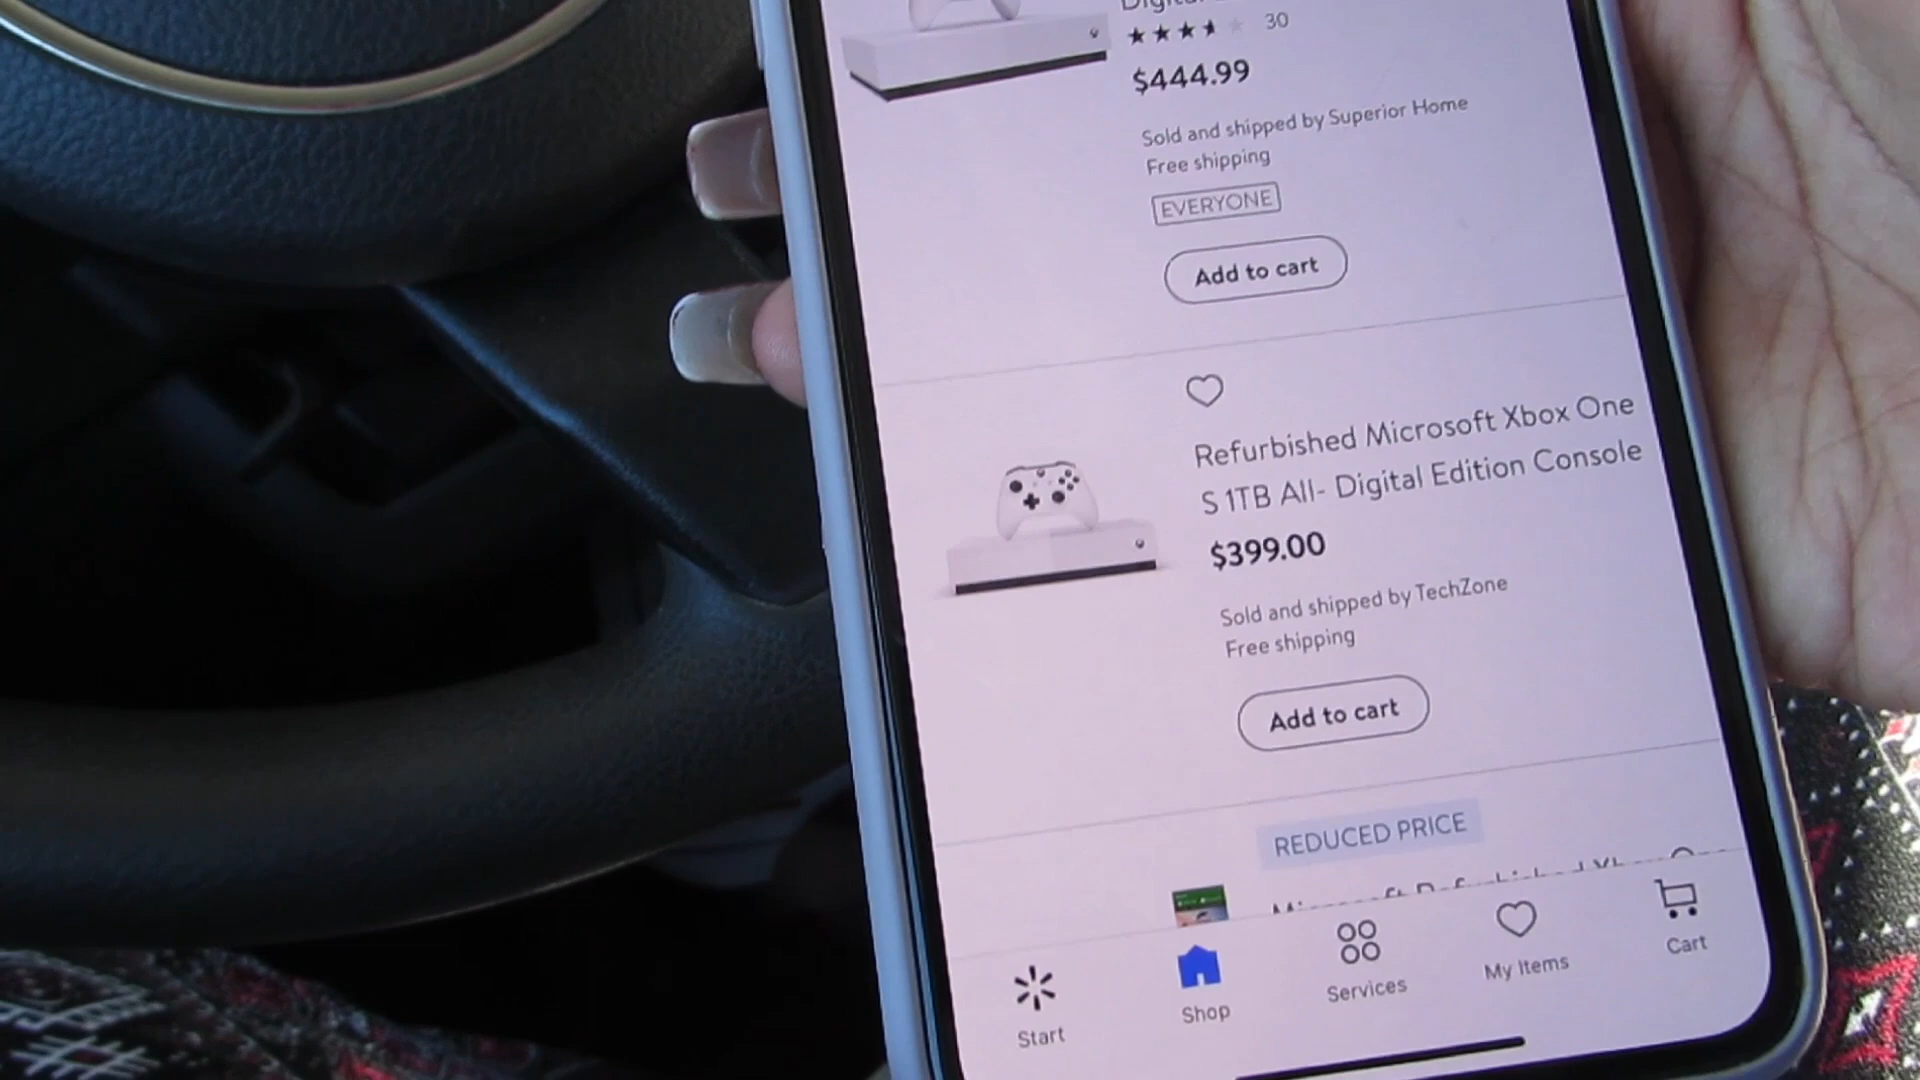 30
$444.99
Sold and shipped by Superior Home
Free shipping
EVERYONE
Add to cart
Refurbished Microsoft Xbox One
S 1TB All- Digital Edition Console
$399.00
Sold and shipped by TechZone
Free shipping
Add to cart
REDUCED PRICE
Start
Shop
Services
My Items
Cart